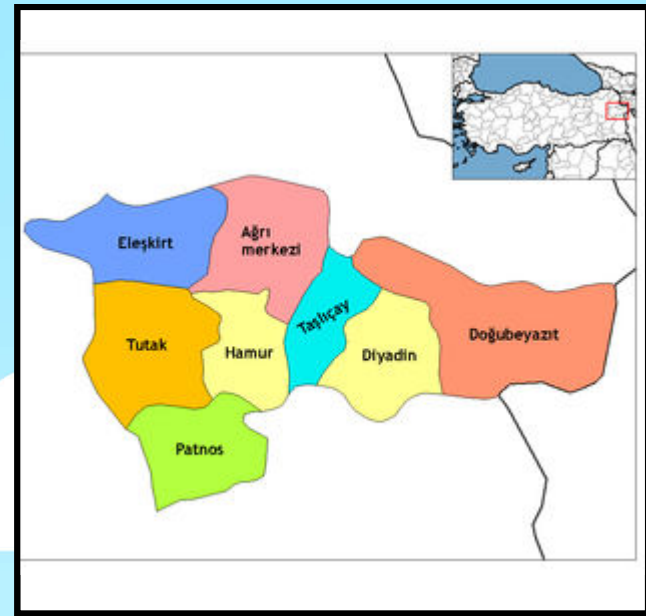 Eleşkirt
Ağrı
merkezi
Taşlıçay
Doğubeyazıt
Tutak
Hamur
Diyadin
Patnos